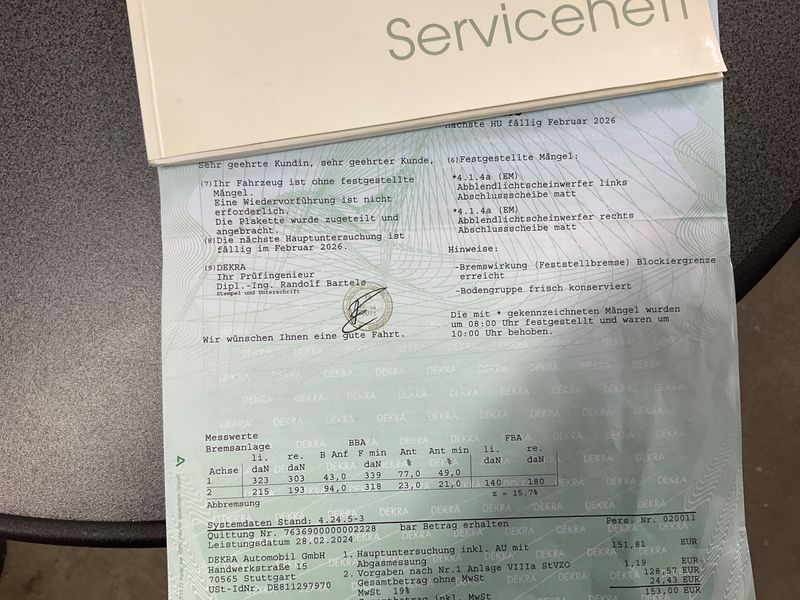 Serviceheft
nächste HU fällig Februar 2026
Sehr geehrte Kundin, sehr geehrter Kunde,
(7)Ihr Fahrzeug ist ohne festgestellte
Mängel.
Eine Wiedervorführung ist nicht
erforderlich.
Die Plakette wurde zugeteilt und
angebracht.
(8)Die nächste Hauptuntersuchung ist
fällig im Februar 2026.
(9)DEKRA
Ihr Prüfingenieur
Dipl.-Ing. Randolf Bartels
Stempel und Unterschrift
Wir wünschen Ihnen eine gute Fahrt.
(6)Festgestellte Mängel:
*4.1.4a (EM)
Abblendlichtscheinwerfer links
Abschlussscheibe matt
*4.1.4a (EM)
Abblendlichtscheinwerfer rechts
Abschlussscheibe matt
Hinweise:
-Bremswirkung (Feststellbremse) Blockiergrenze
erreicht
-Bodengruppe frisch konserviert
Die mit * gekennzeichneten Mängel wurden
um 08:00 Uhr festgestellt und waren um
10:00 Uhr behoben.
Messwerte
Bremsanlage BBA FBA
li. re. B Anf F min Ant Ant min li. re.
Achse daN daN daN % % daN daN
1 323 303 43,0 339 77,0 49,0
2 215 193 94,0 318 23,0 21,0 140 180
Abbremsung z = 15.7%
Systemdaten Stand: 4.24.5-3 Pers. Nr. 020011
Quittung Nr. 7636900000002228 bar Betrag erhalten
Leistungsdatum 28.02.2024
DEKRA Automobil GmbH
Handwerkstraße 15
70565 Stuttgart
USt-IdNr. DE811297970
1. Hauptuntersuchung inkl. AU mit 151,81 EUR
Abgasmessung
2. Vorgaben nach Nr.1 Anlage VIIIa StVZO 1,19 EUR
Gesamtbetrag ohne MwSt 128,57 EUR
MwSt 19% 24,43 EUR
Gesamtbetrag inkl. MwSt 153,00 EUR